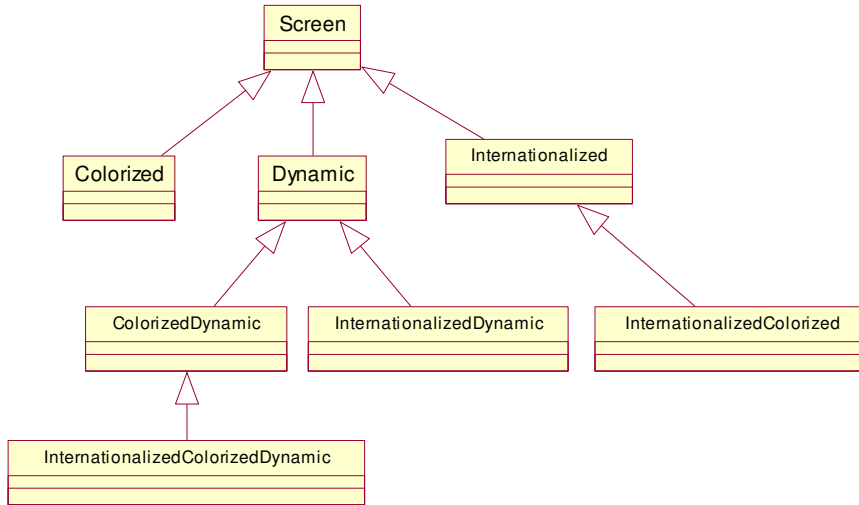 Screen
Colorized
Dynamic
Internationalized
ColorizedDynamic
InternationalizedDynamic
InternationalizedColorized
InternationalizedColorizedDynamic